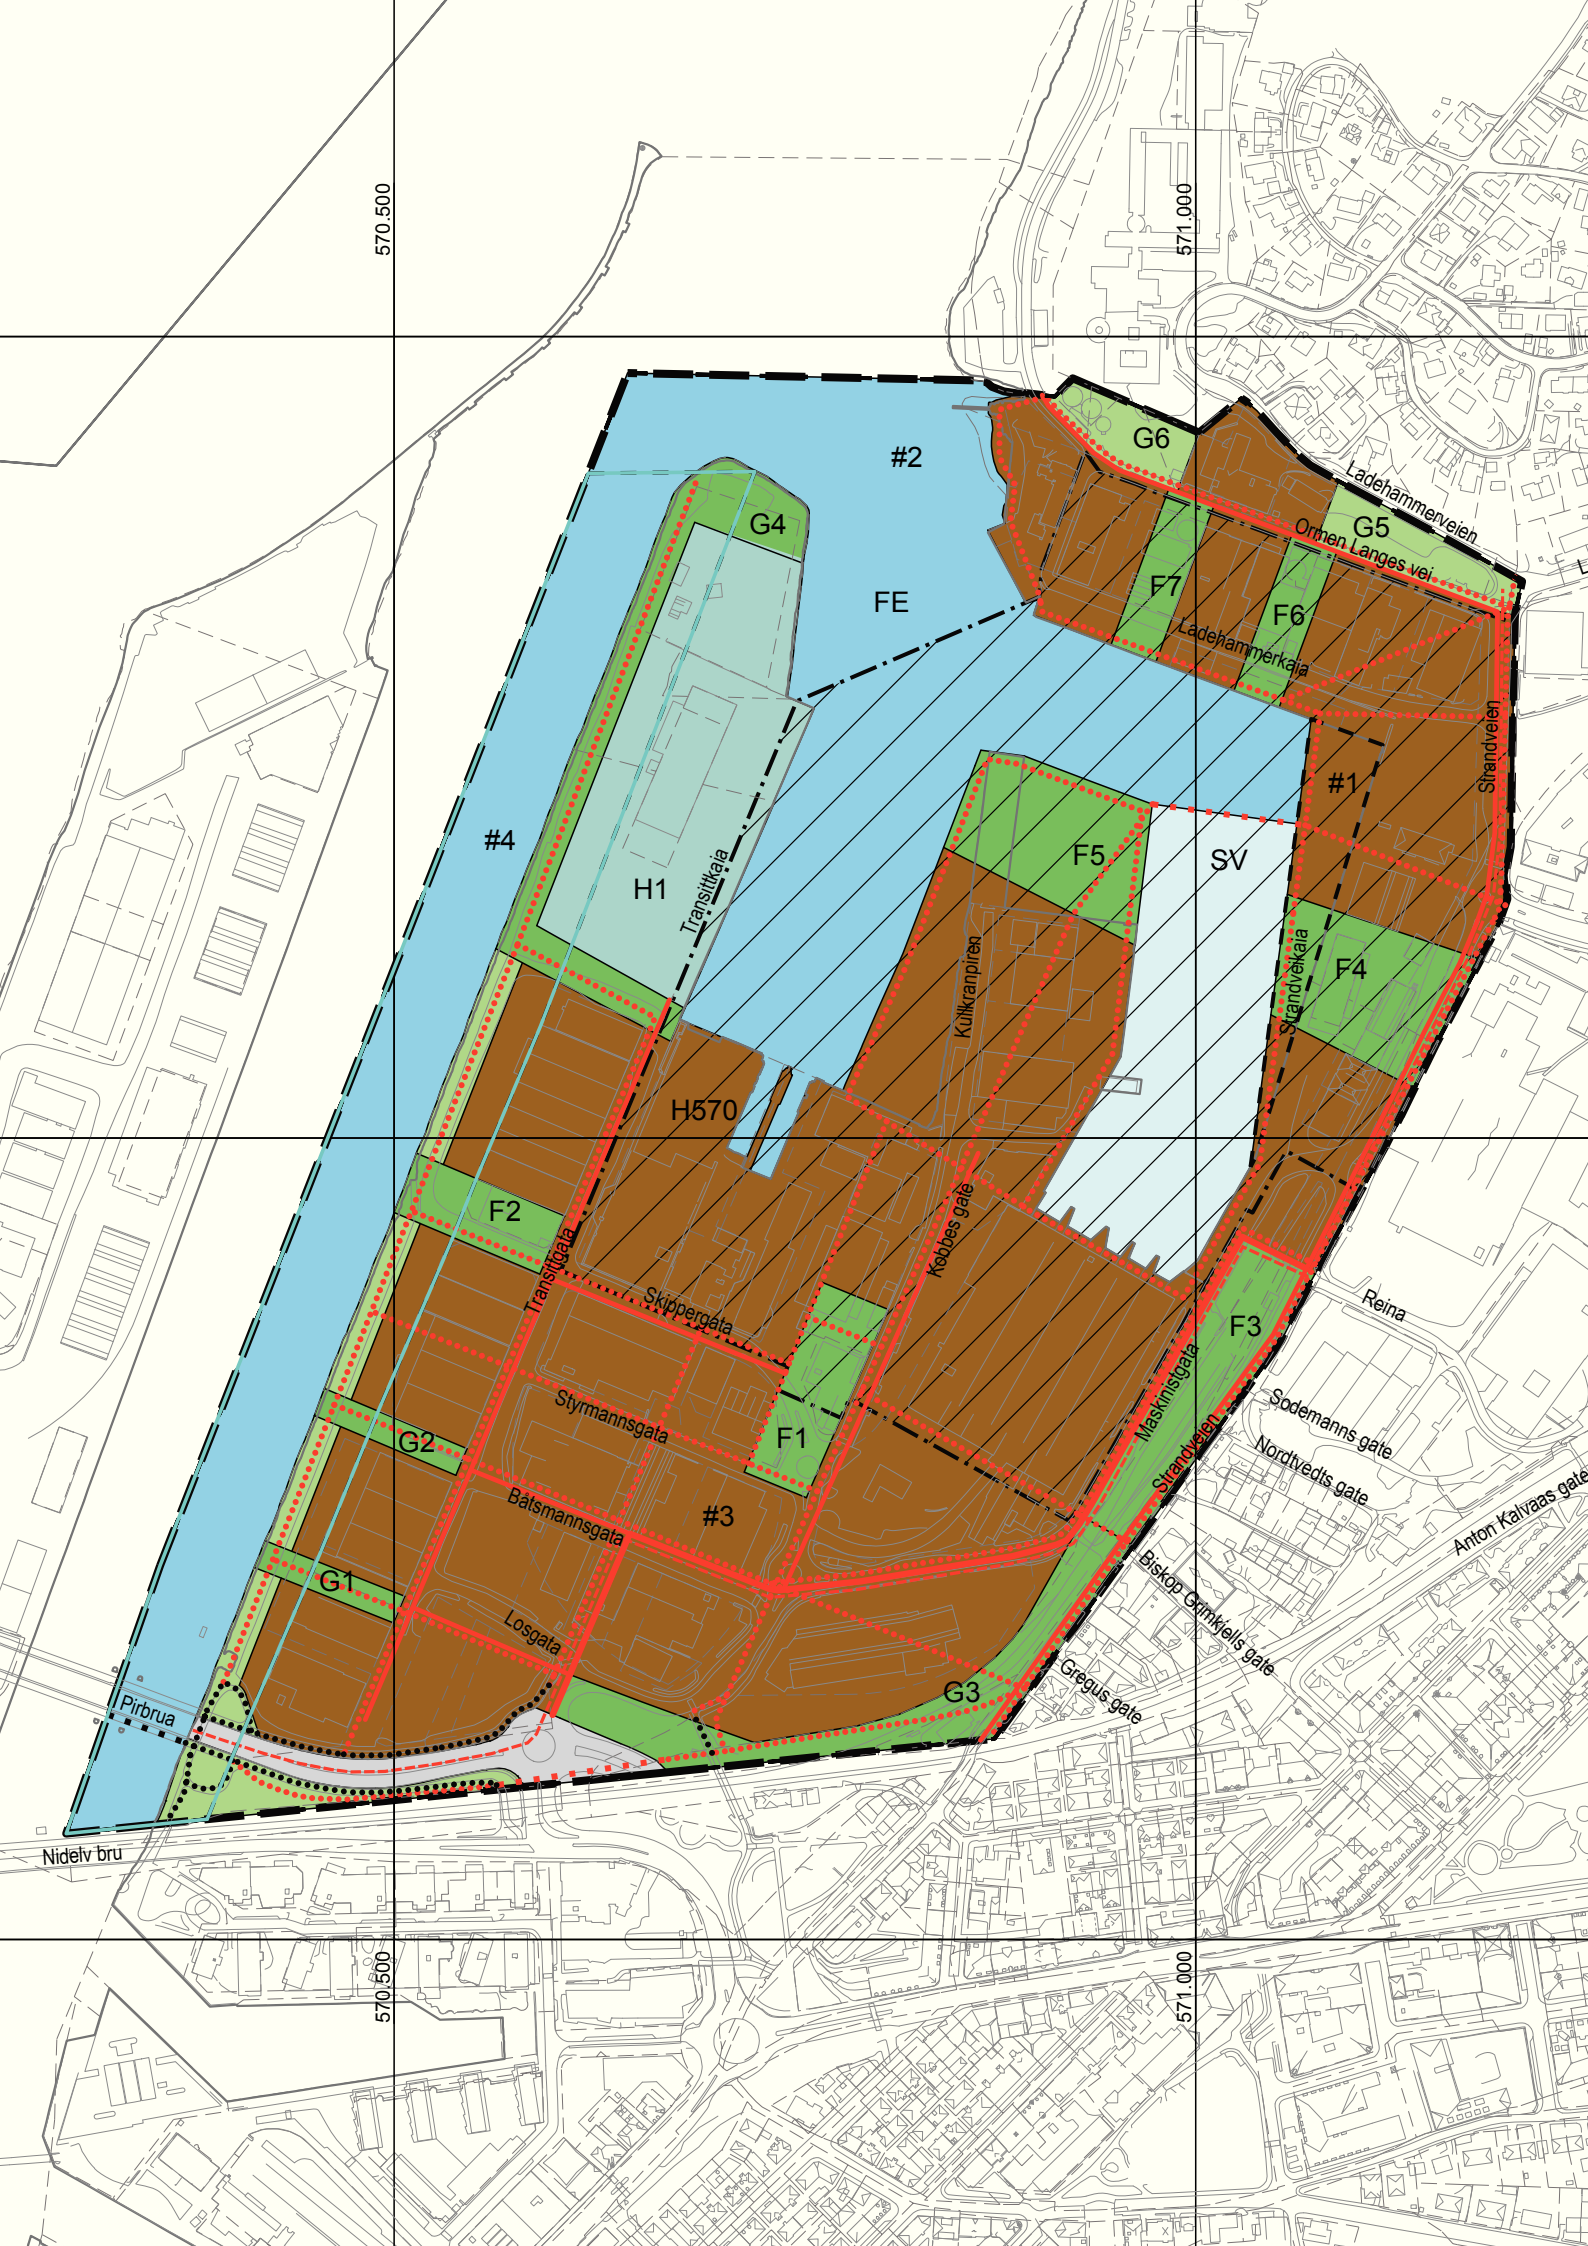 570.500
571.000
#2
G6
Ladehammerveien
G4
G5
Ormen Langes vei
F7
FE
F6
Ladehammerkaia
Strandveien
#1
#4
F5
SV
H1
Transittkaia
Kullkranpiren
Strandveikaia
F4
H570
F2
Kobbes gate
Transittgata
Skippergata
Reina
F3
Maskinistgata
Styrmannsgata
Sodemanns gate
G2
F1
Strandveien
Nordtvedts gate
Båtsmannsgata
#3
Anton Kalvaas gate
G1
Biskop Grimkjells gate
Losgata
G3
Gregus gate
Pirbrua
Nidelv bru
570.500
571.000